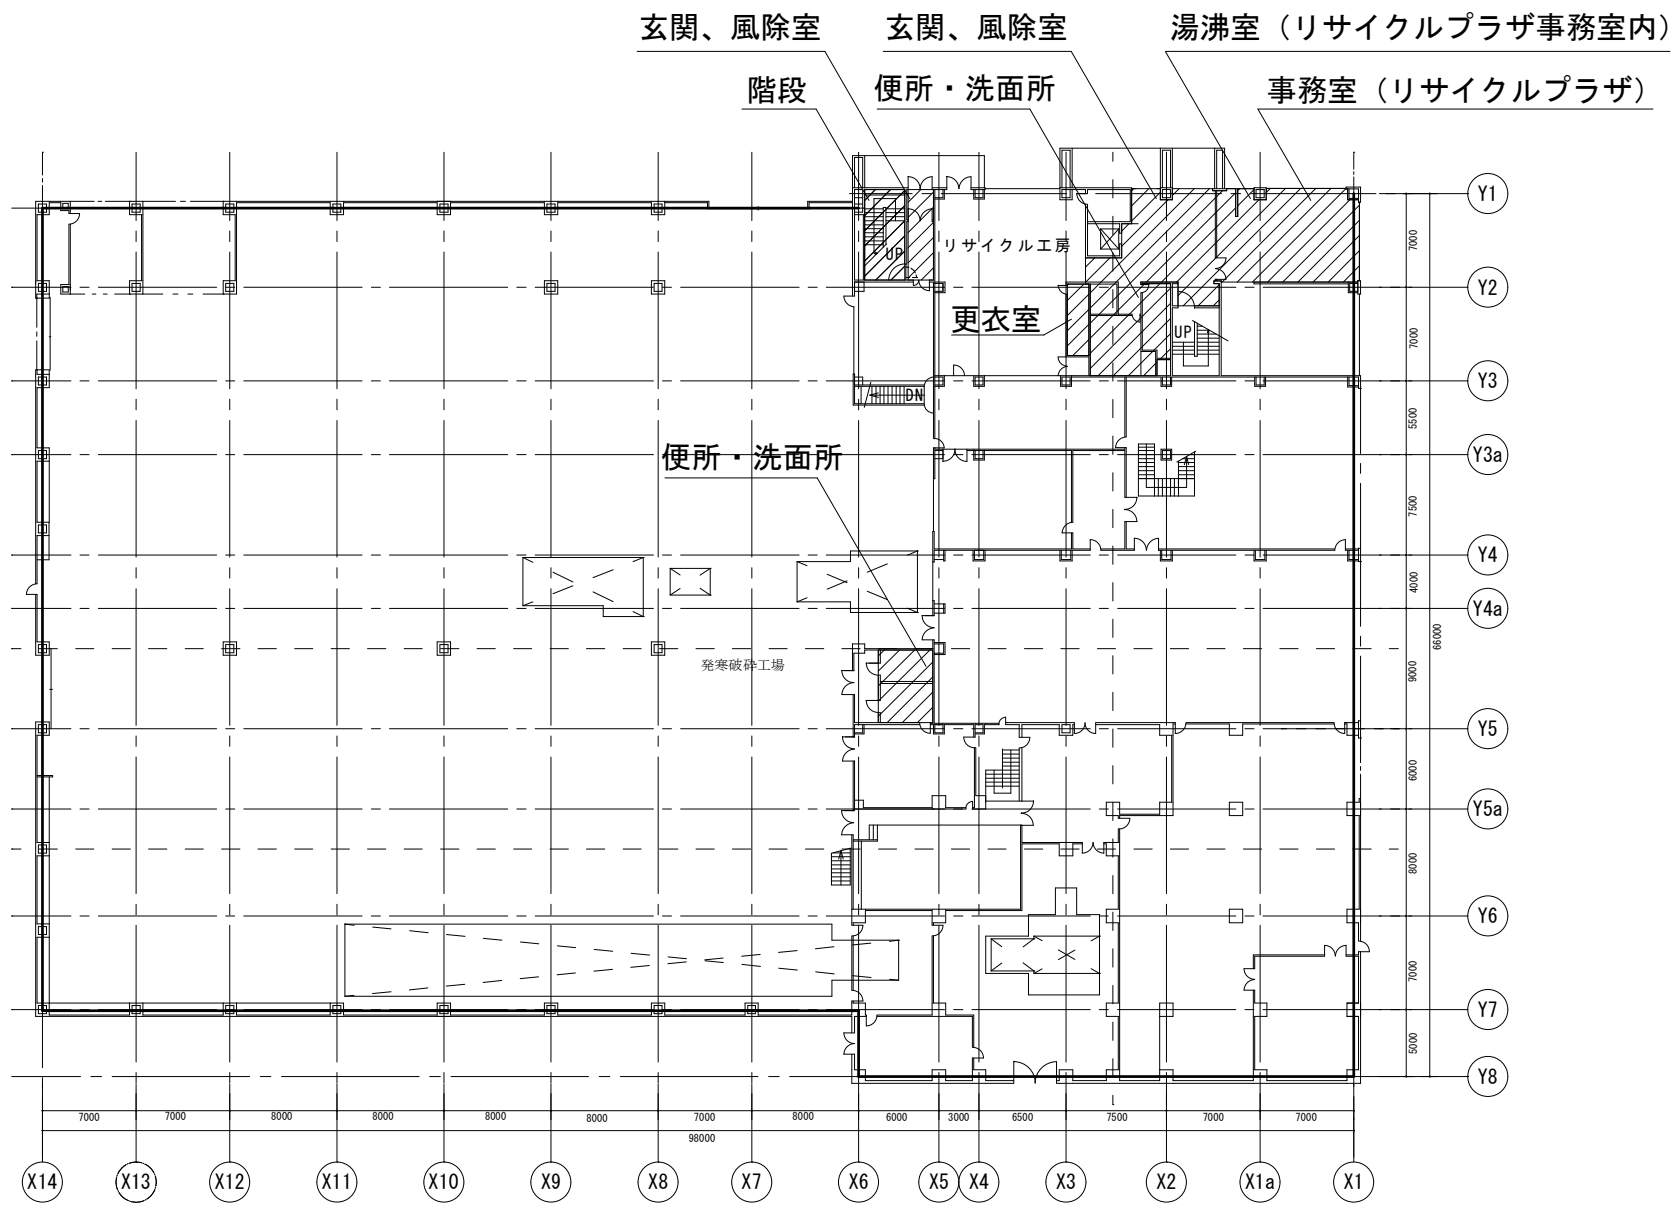 玄関、風除室
玄関、風除室
湯沸室（リサイクルプラザ事務室内）
階段
便所・洗面所
事務室（リサイクルプラザ）
Y1
リサイクル工房
UP
7000
Y2
更衣室
UP
7000
Y3
DN
5500
便所・洗面所
Y3a
7500
Y4
4000
Y4a
66000
発寒破砕工場
9000
Y5
6000
Y5a
8000
Y6
7000
Y7
5000
Y8
7000 7000 8000 8000 8000 8000 7000 8000 6000 3000 6500 7500 7000 7000
98000
X14 X13 X12 X11 X10 X9 X8 X7 X6 X5 X4 X3 X2 X1a X1